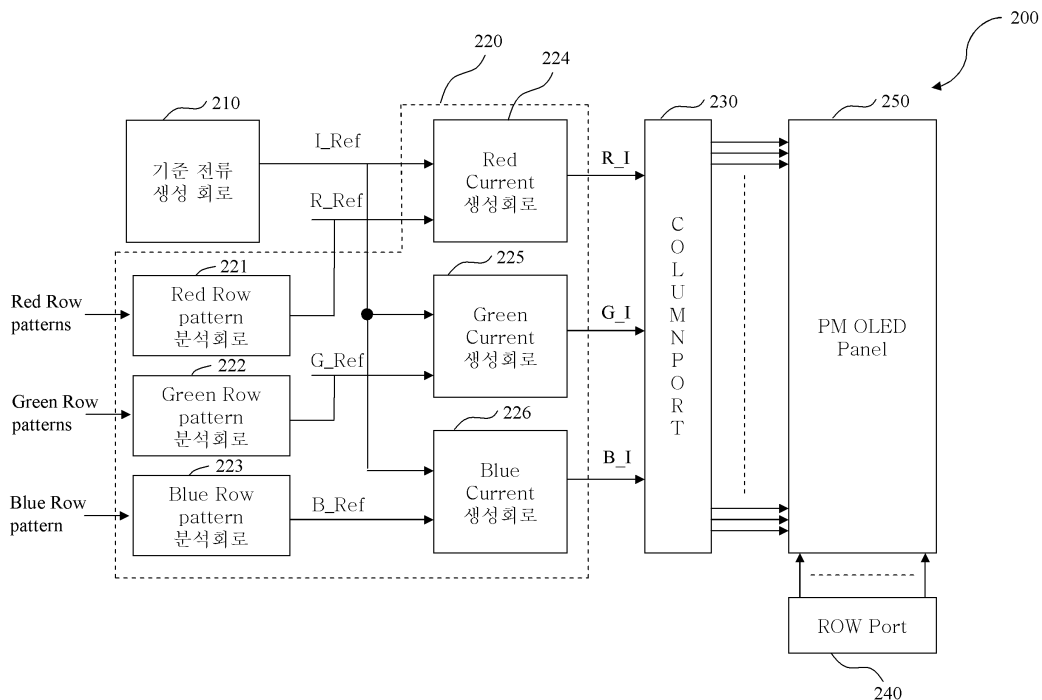 200
220
224
210
230
250
기준 전류
생성 회로
I_Ref
R_Ref
Red
Current
생성회로
R_I
COLUMNPORT
PM OLED
Panel
221
Red Row
patterns
Red Row
pattern
분석회로
225
Green
Current
생성회로
G_I
222
G_Ref
Green Row
patterns
Green Row
pattern
분석회로
226
Blue
Current
생성회로
B_I
223
Blue Row
pattern
Blue Row
pattern
분석회로
B_Ref
ROW Port
240